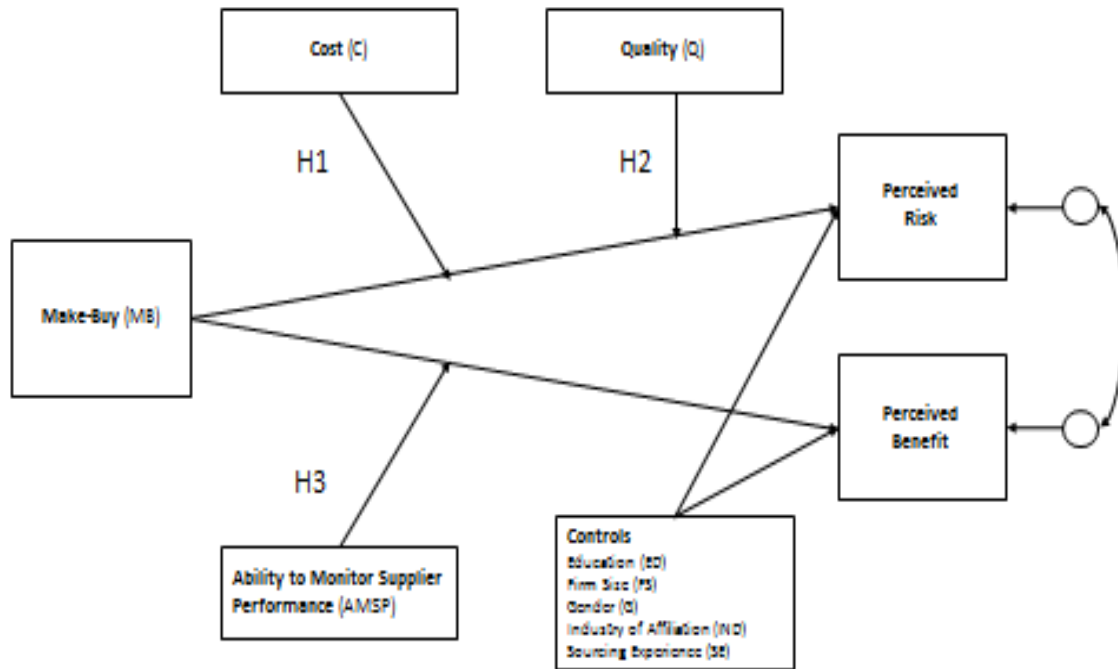 Cost (C)
Quality (Q)
H1
H2
Perceived
Risk
Make-Buy (MB)
Perceived
Benefit
H3
Ability to Monitor Supplier
Performance (AMSP)
Controls
Education (ED)
Firm Size (FS)
Gender (G)
Industry of Affiliation (IND)
Sourcing Experience (SE)